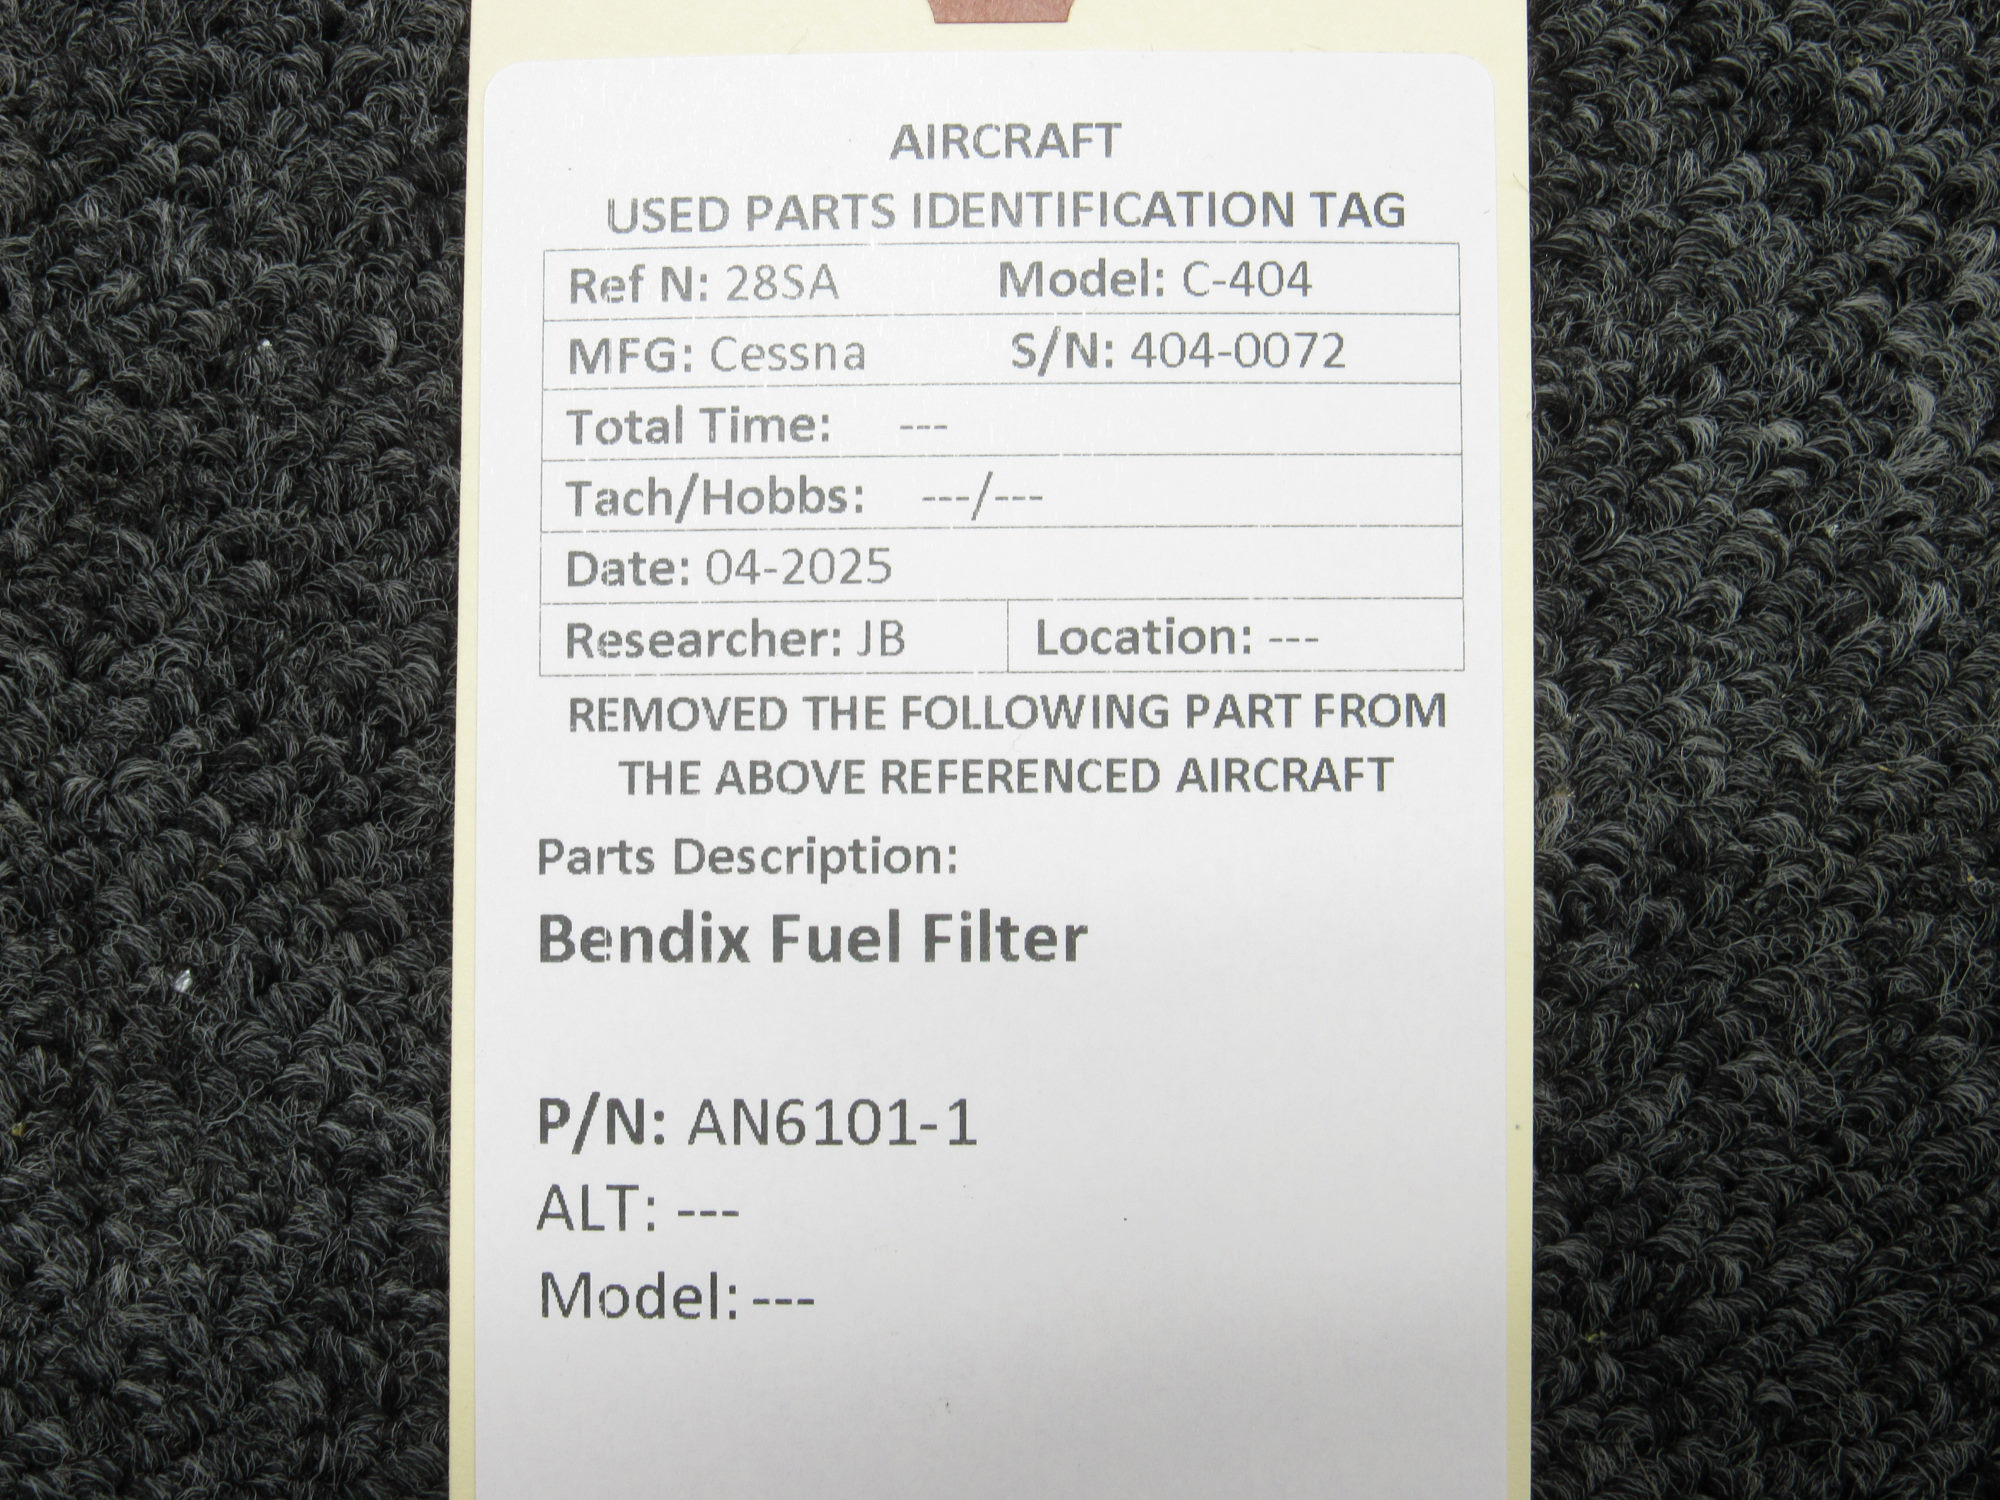 AIRCRAFT
USED PARTS IDENTIFICATION TAG
Ref N: 28SA Model: C-404
MFG: Cessna S/N: 404-0072
Total Time: ---
Tach/Hobbs: ---/---
Date: 04-2025
Researcher: JB Location: ---
REMOVED THE FOLLOWING PART FROM
THE ABOVE REFERENCED AIRCRAFT
Parts Description:
Bendix Fuel Filter
P/N: AN6101-1
ALT: ---
Model: ---